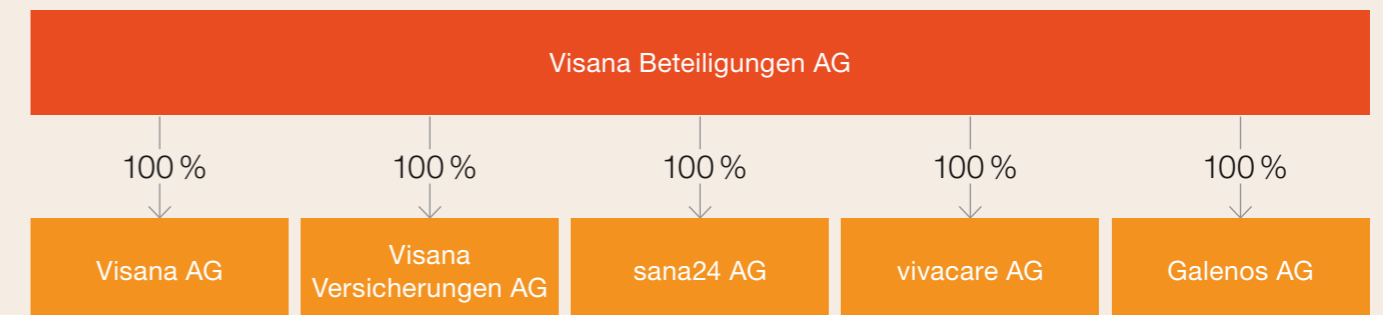 Visana Beteiligungen AG
100 % 100 % 100 % 100 % 100 %
Visana AG
Visana
Versicherungen AG
sana24 AG
vivacare AG
Galenos AG